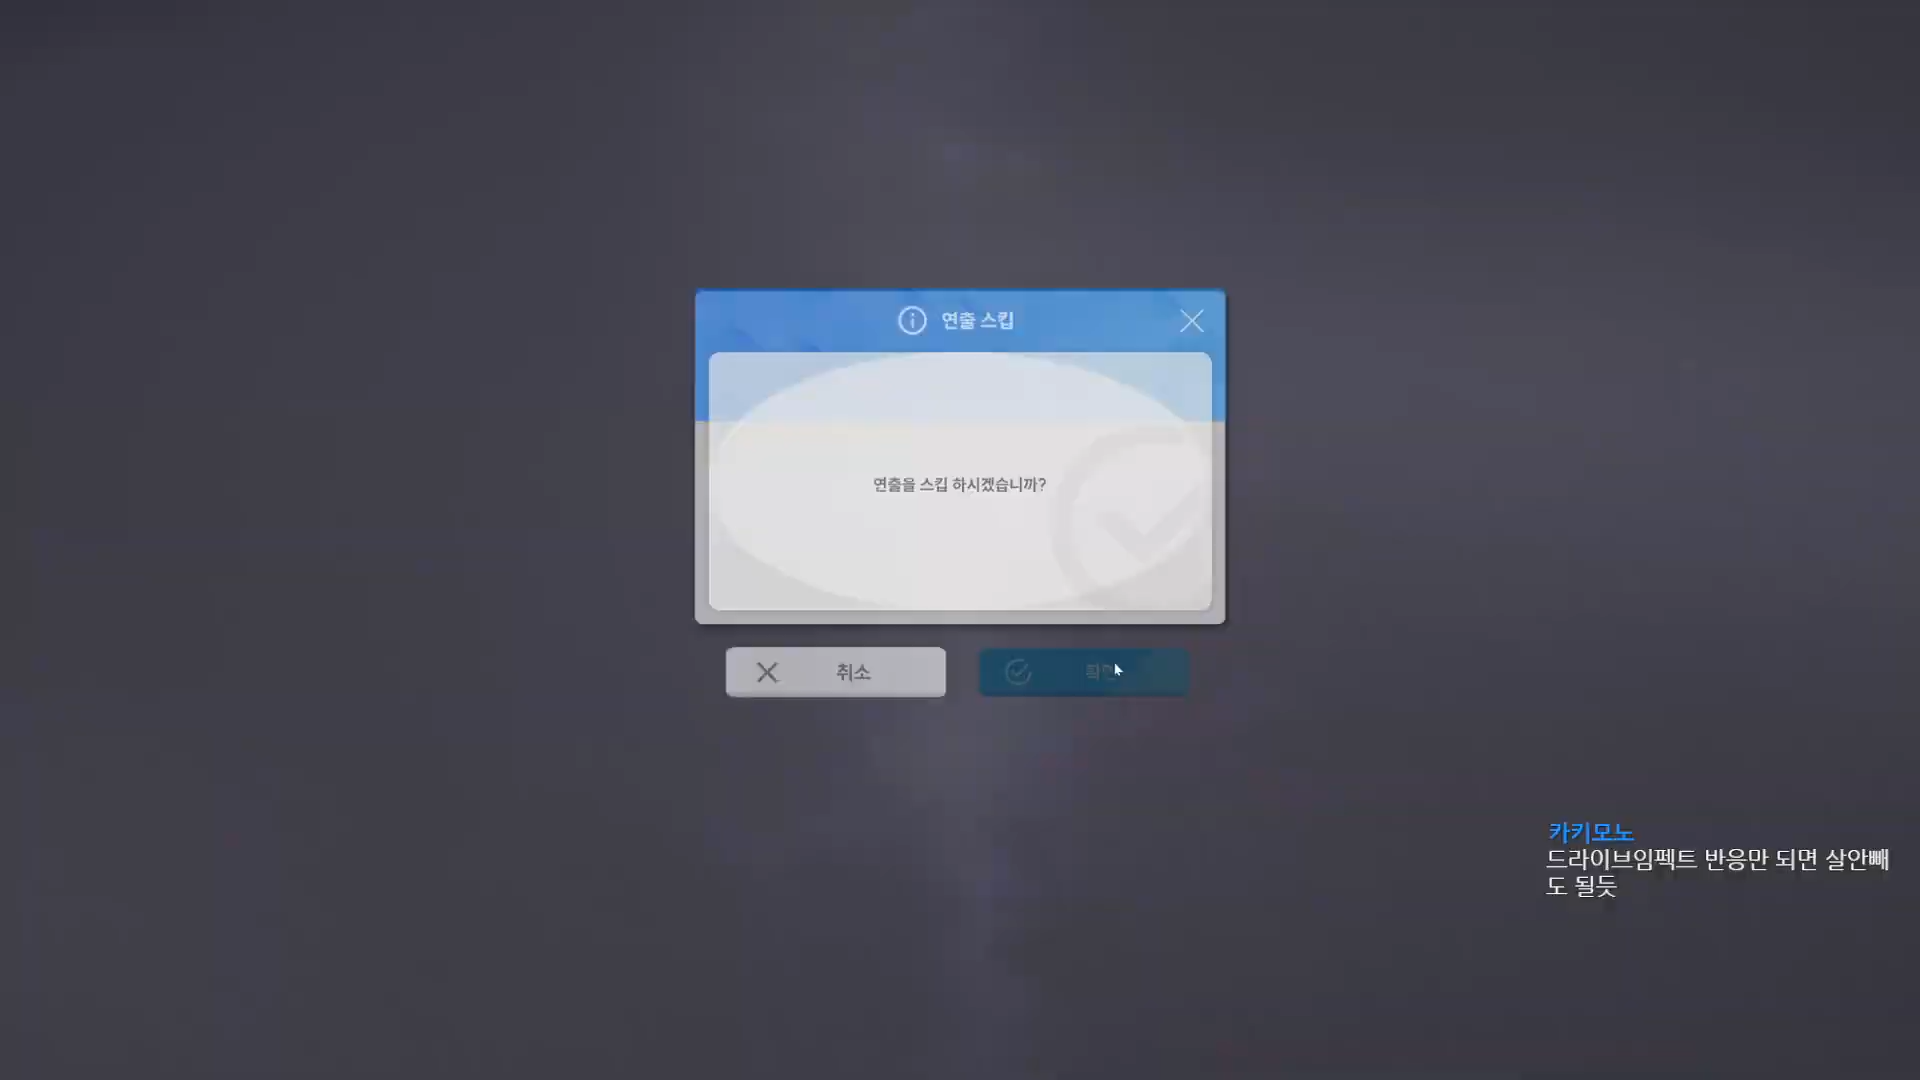 연출 스킵
연출을 스킵 하시겠습니까?
취소
확인
카키모노
드라이브임펙트 반응만 되면 살안빼
도 될듯